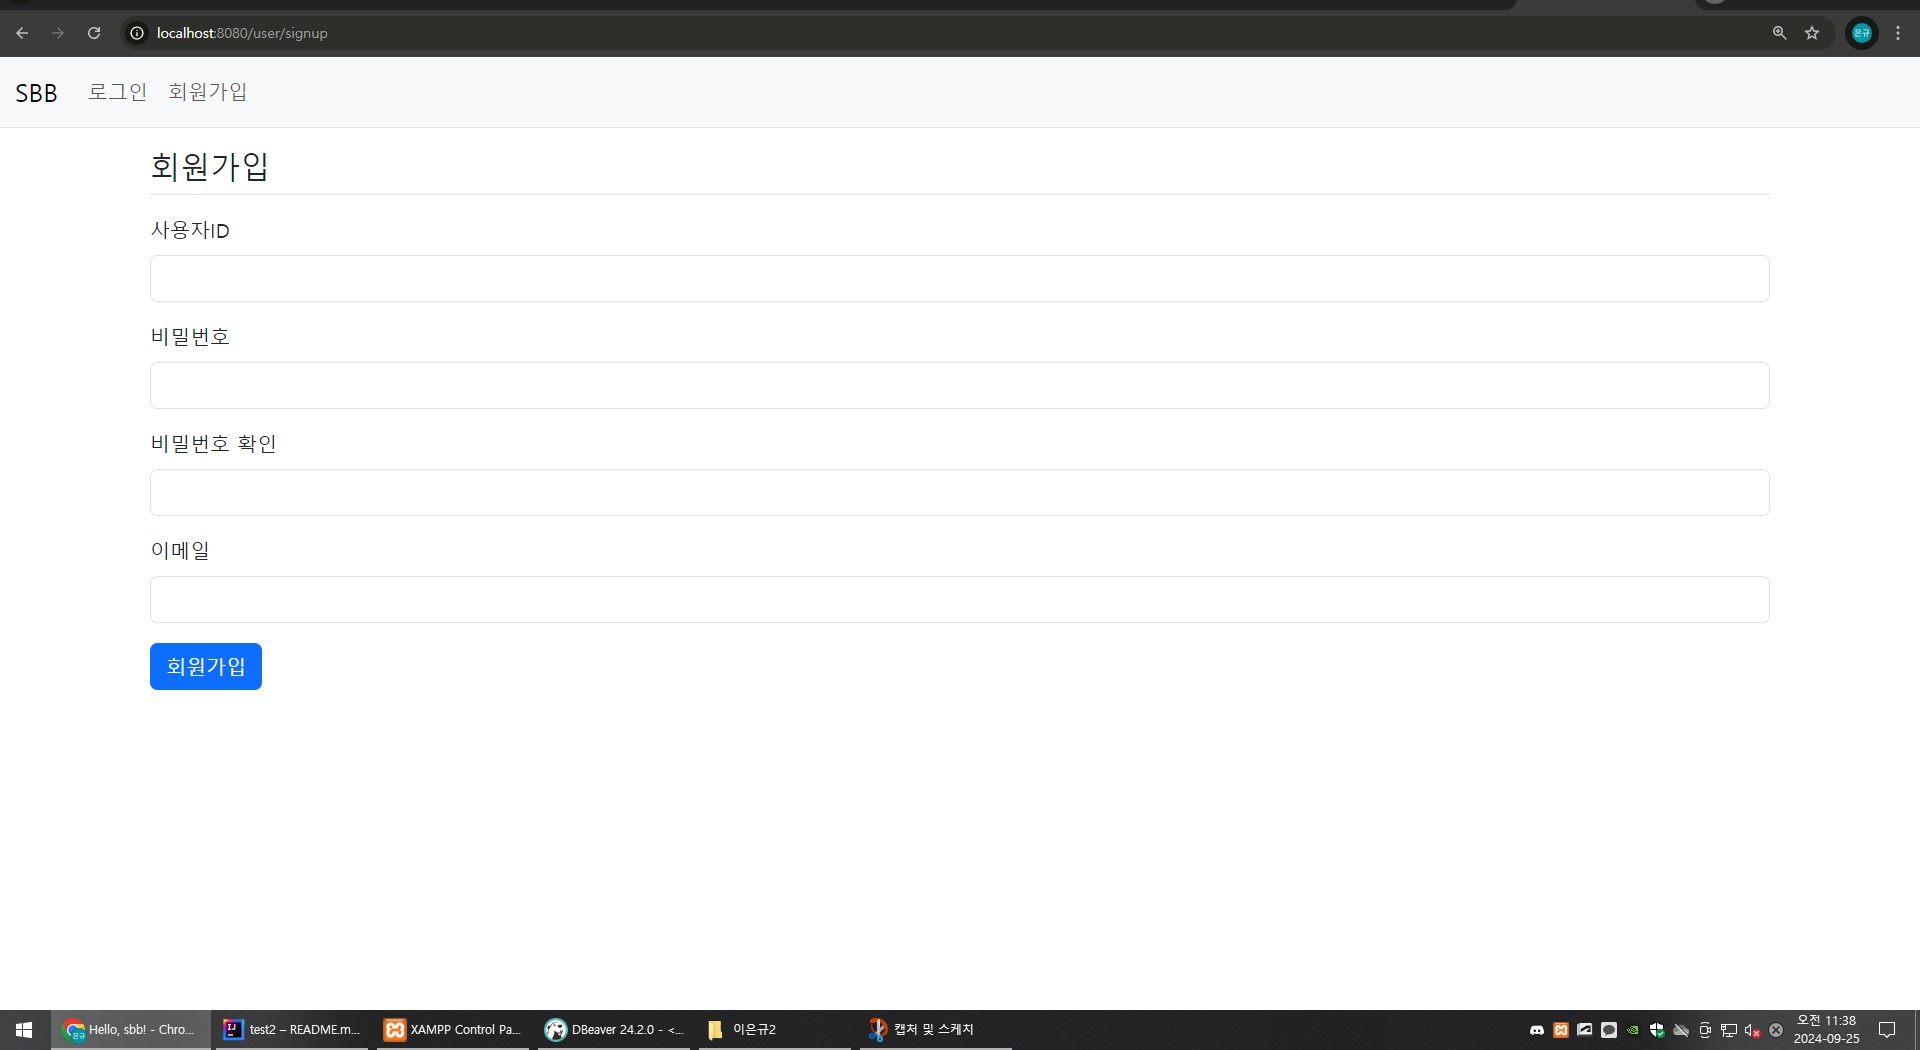 localhost:8080/user/signup
은규
SBB 로그인 회원가입
회원가입
사용자ID
비밀번호
비밀번호 확인
이메일
회원가입
Hello, sbb! - Chro... test2 – README.m... XAMPP Control Pa... DBeaver 24.2.0 - <... 이은규2 캡처 및 스케치
오전 11:38
2024-09-25